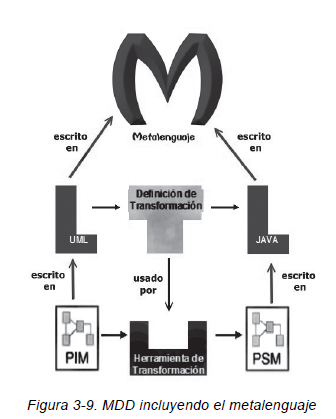 escrito
en
Metalenguaje
escrito
en
Definición de
Transformación
UML
JAVA
escrito
en
usado
por
escrito
en
PIM
Herramienta de
Transformación
PSM
Figura 3-9. MDD incluyendo el metalenguaje